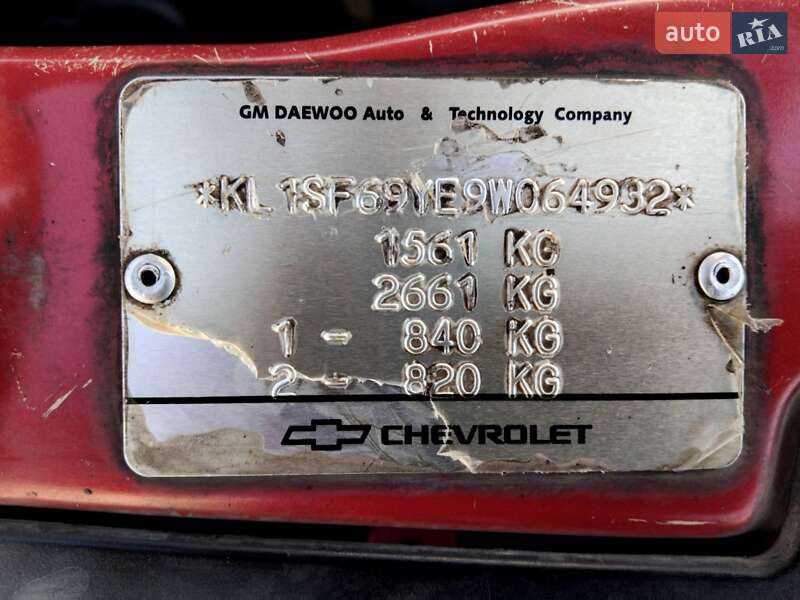 auto RIA .com
GM DAEWOO Auto & Technology Company
*KL1SF69YE9W064932*
1561 KG
2661 KG
1 - 840 KG
2 - 820 KG
CHEVROLET